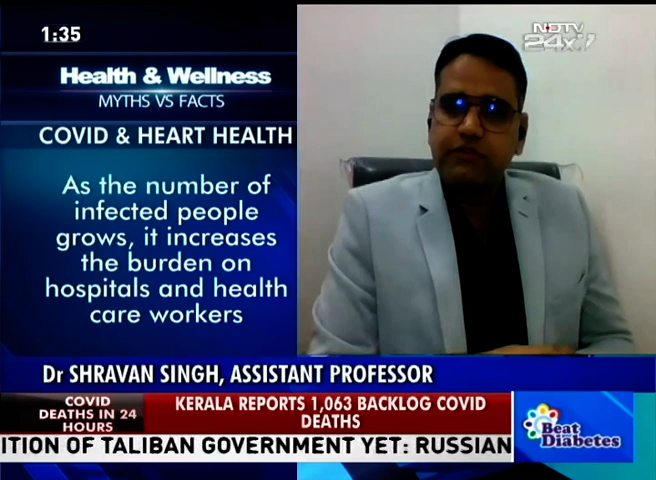 1:35
NDTV
24x7
Health & Wellness
MYTHS VS FACTS
COVID & HEART HEALTH
As the number of
infected people
grows, it increases
the burden on
hospitals and health
care workers
Dr SHRAVAN SINGH, ASSISTANT PROFESSOR
COVID
DEATHS IN 24
HOURS
KERALA REPORTS 1,063 BACKLOG COVID
DEATHS
Beat
Diabetes
ITION OF TALIBAN GOVERNMENT YET: RUSSIAN